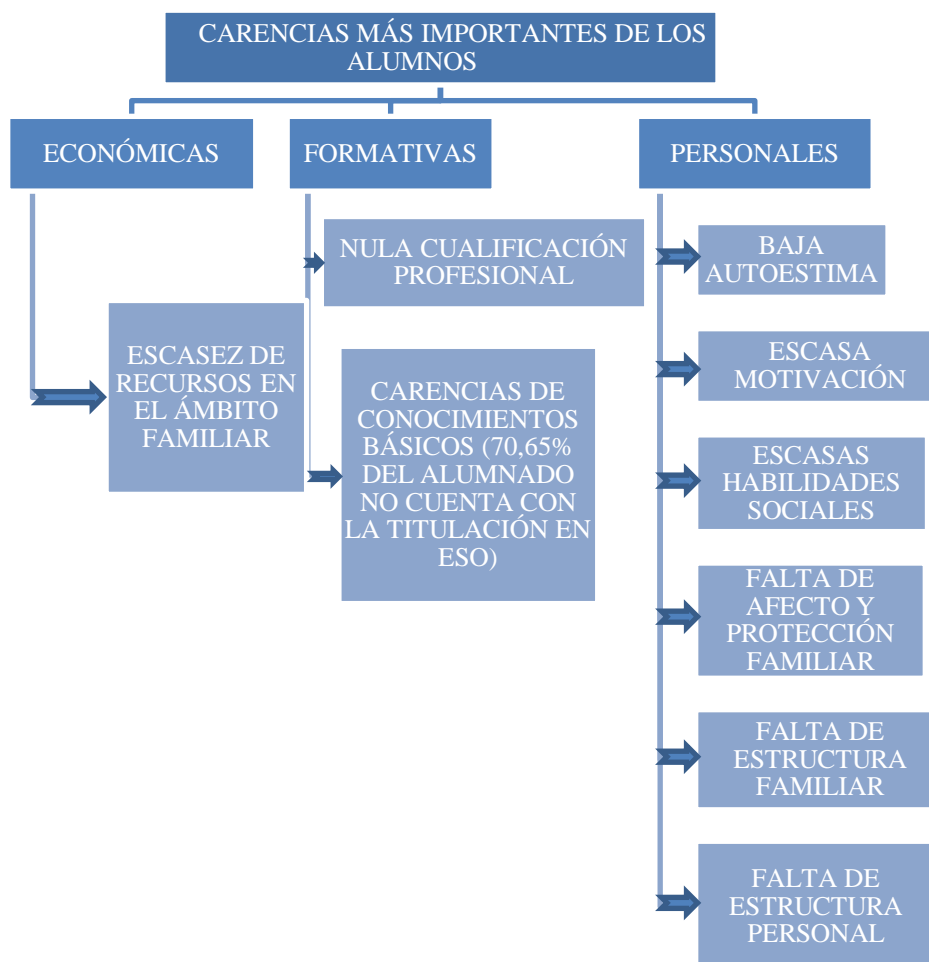 CARENCIAS MÁS IMPORTANTES DE LOS
ALUMNOS
ECONÓMICAS
FORMATIVAS
PERSONALES
ESCASEZ DE
RECURSOS EN
EL ÁMBITO
FAMILIAR
NULA CUALIFICACIÓN
PROFESIONAL
CARENCIAS DE
CONOCIMIENTOS
BÁSICOS (70,65%
DEL ALUMNADO
NO CUENTA CON
LA TITULACIÓN EN
ESO)
BAJA
AUTOESTIMA
ESCASA
MOTIVACIÓN
ESCASAS
HABILIDADES
SOCIALES
FALTA DE
AFECTO Y
PROTECCIÓN
FAMILIAR
FALTA DE
ESTRUCTURA
FAMILIAR
FALTA DE
ESTRUCTURA
PERSONAL